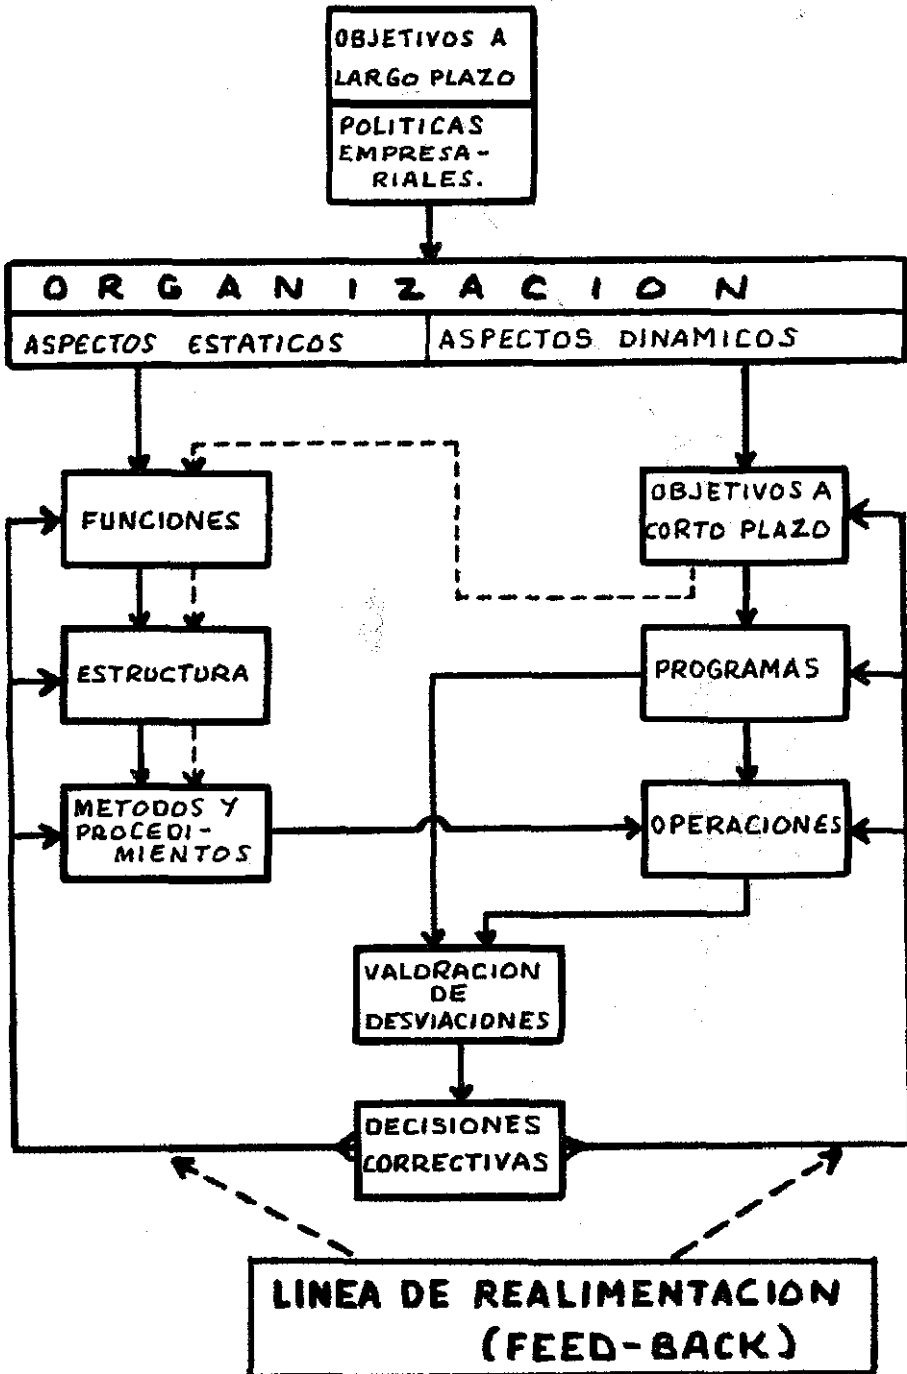 OBJETIVOS A
LARGO PLAZO
POLITICAS
EMPRESA-
RIALES.
ORGANIZACION
ASPECTOS ESTATICOS
ASPECTOS DINAMICOS
FUNCIONES
OBJETIVOS A
CORTO PLAZO
ESTRUCTURA
PROGRAMAS
METODOS Y
PROCEDI-
MIENTOS
OPERACIONES
VALORACION
DE
DESVIACIONES
DECISIONES
CORRECTIVAS
LINEA DE REALIMENTACION
(FEED-BACK)